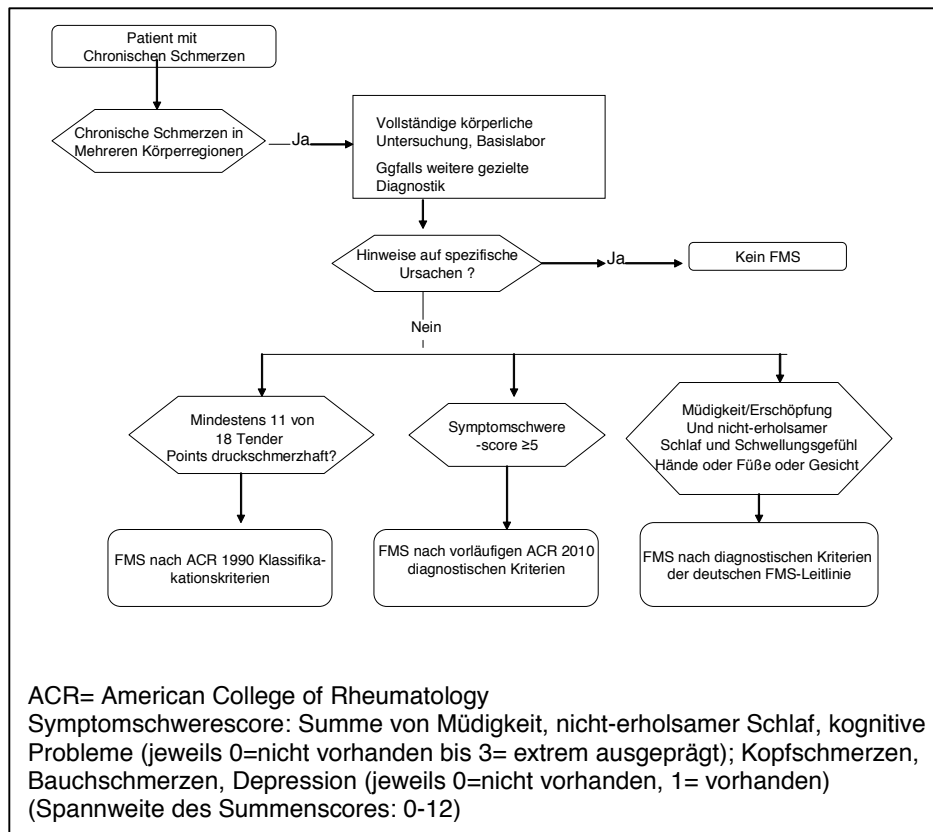 Patient mit
Chronischen Schmerzen
Chronische Schmerzen in
Mehreren Körperregionen
Ja
Vollständige körperliche
Untersuchung, Basislabor
Ggfalls weitere gezielte
Diagnostik
Hinweise auf spezifische
Ursachen ?
Ja
Kein FMS
Nein
Mindestens 11 von
18 Tender
Points druckschmerzhaft?
Symptomschwere
-score ≥5
Müdigkeit/Erschöpfung
Und nicht-erholsamer
Schlaf und Schwellungsgefühl
Hände oder Füße oder Gesicht
FMS nach ACR 1990 Klassifika-
kationskriterien
FMS nach vorläufigen ACR 2010
diagnostischen Kriterien
FMS nach diagnostischen Kriterien
der deutschen FMS-Leitlinie
ACR= American College of Rheumatology
Symptomschwerescore: Summe von Müdigkeit, nicht-erholsamer Schlaf, kognitive
Probleme (jeweils 0=nicht vorhanden bis 3= extrem ausgeprägt); Kopfschmerzen,
Bauchschmerzen, Depression (jeweils 0=nicht vorhanden, 1= vorhanden)
(Spannweite des Summenscores: 0-12)